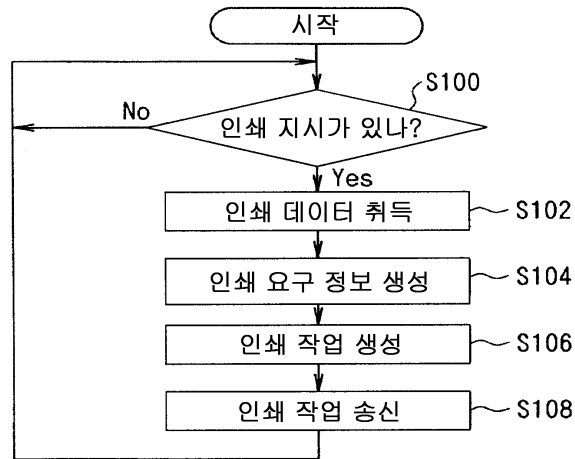 시작
S100
No
인쇄 지시가 있나?
Yes
인쇄 데이터 취득
S102
인쇄 요구 정보 생성
S104
인쇄 작업 생성
S106
인쇄 작업 송신
S108